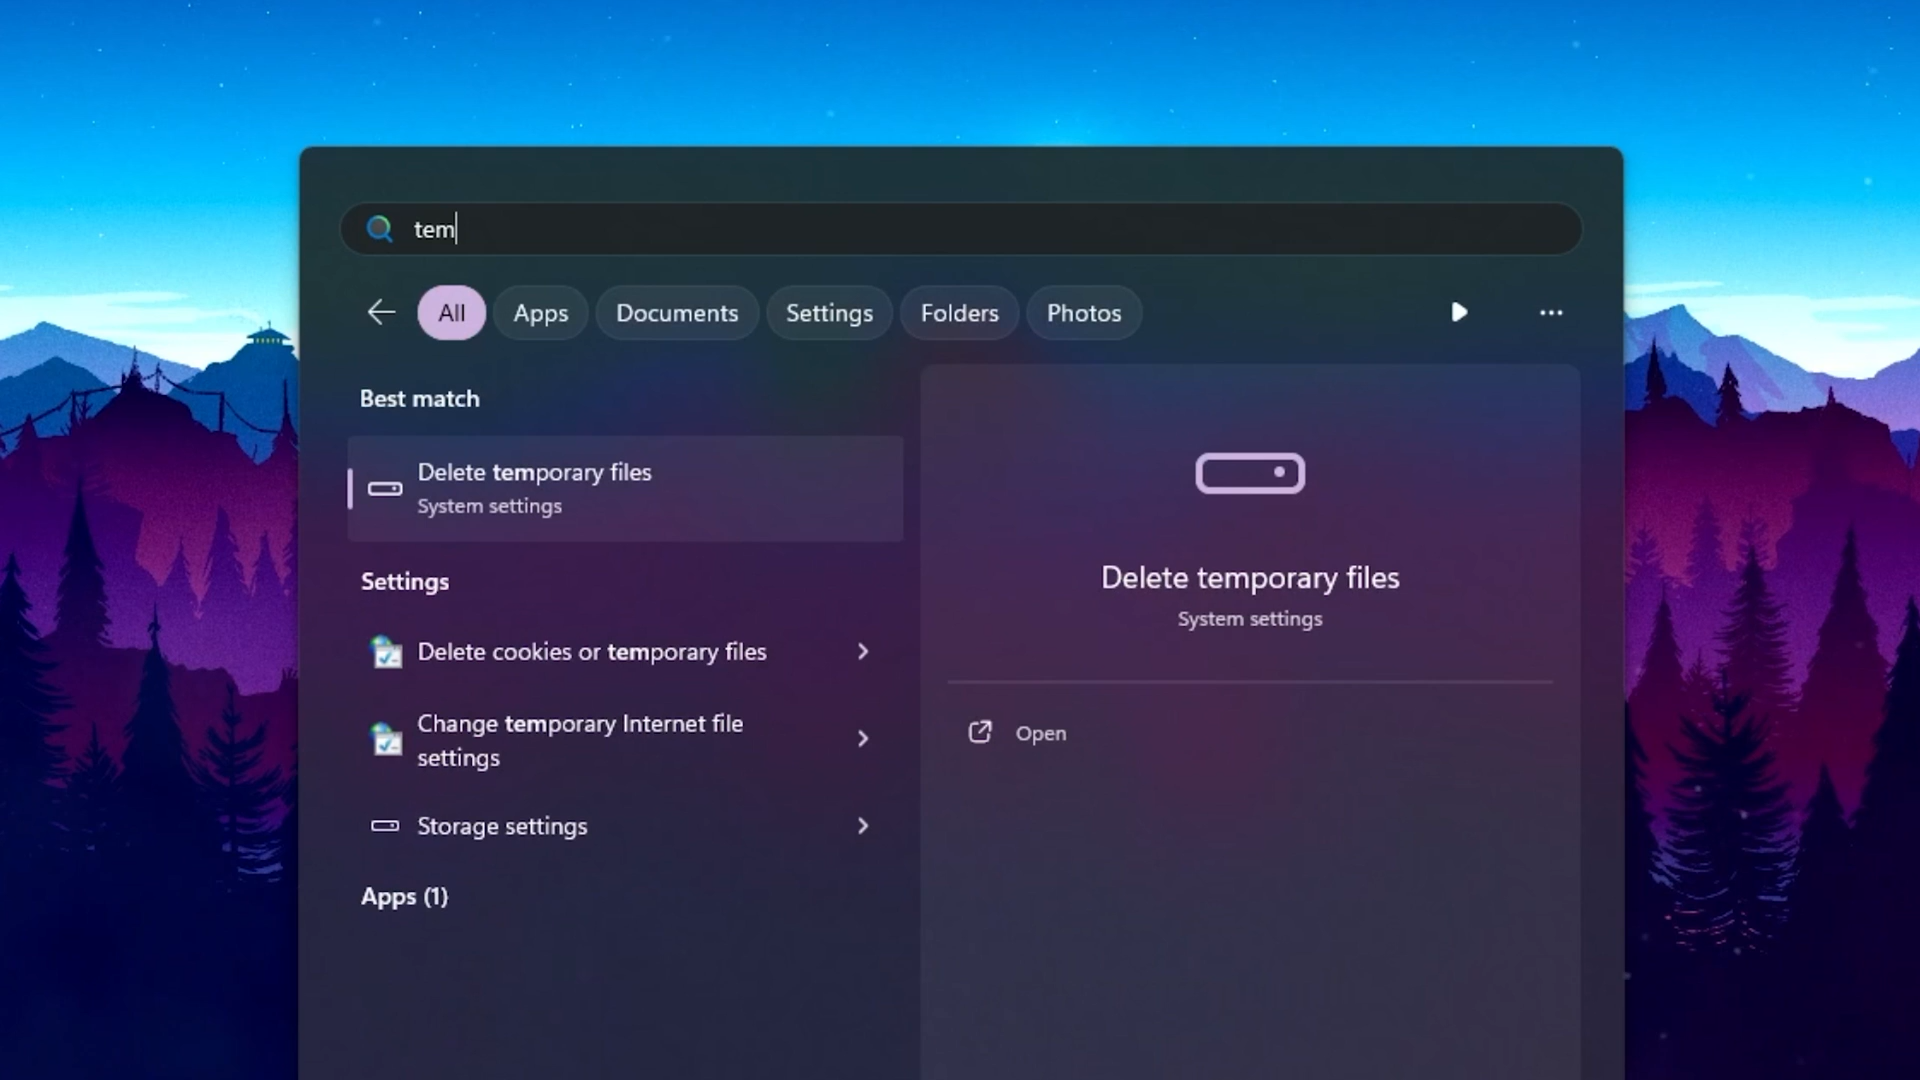 tem
All Apps Documents Settings Folders Photos
Best match
Delete temporary files
System settings
Settings
Delete cookies or temporary files
Change temporary Internet file
settings
Storage settings
Apps (1)
Delete temporary files
System settings
Open